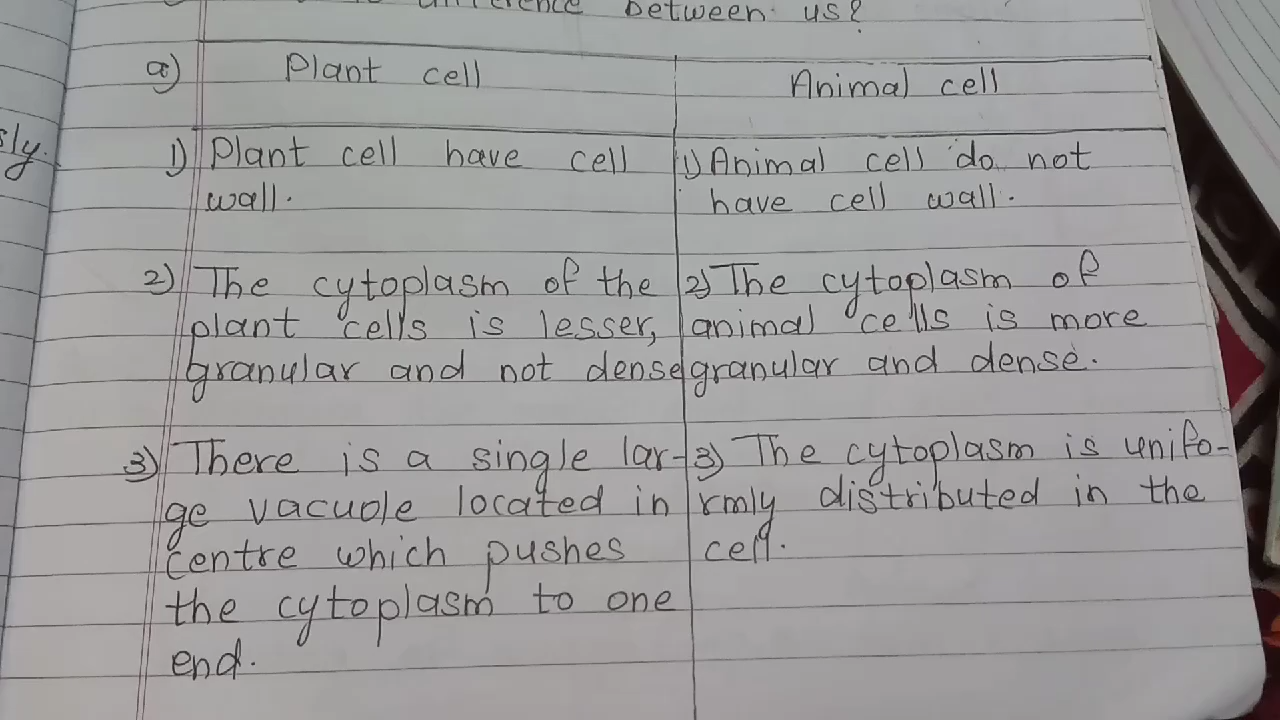 difference between us?
a) Plant cell
Animal cell
1) Plant cell have cell
wall.
1) Animal cell do not
have cell wall.
2) The cytoplasm of the
plant cells is lesser,
granular and not dense
2) The cytoplasm of
animal cells is more
granular and dense.
3) There is a single lar-
ge vacuole located in
centre which pushes
the cytoplasm to one
end.
3) The cytoplasm is unifo-
rmly distributed in the
cell.